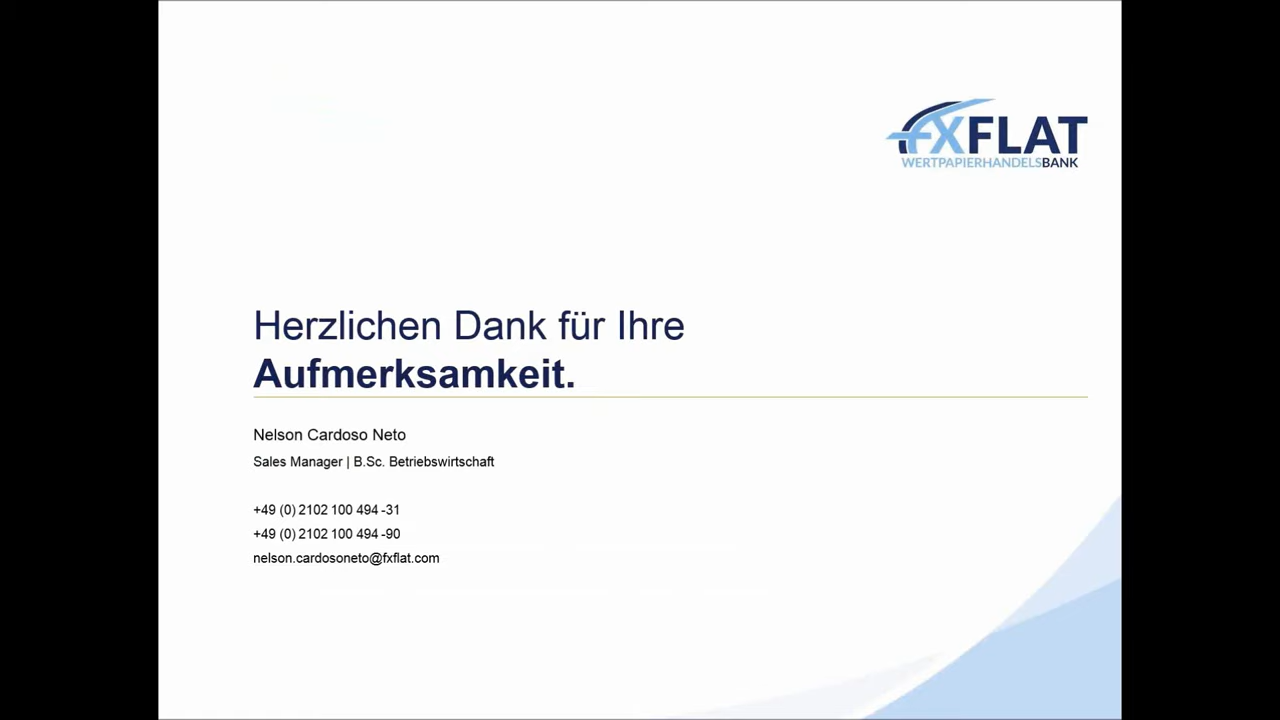 fXFLAT
WERTPAPIERHANDELSBANK
Herzlichen Dank für Ihre
Aufmerksamkeit.
Nelson Cardoso Neto
Sales Manager | B.Sc. Betriebswirtschaft
+49 (0) 2102 100 494 -31
+49 (0) 2102 100 494 -90
nelson.cardosoneto@fxflat.com